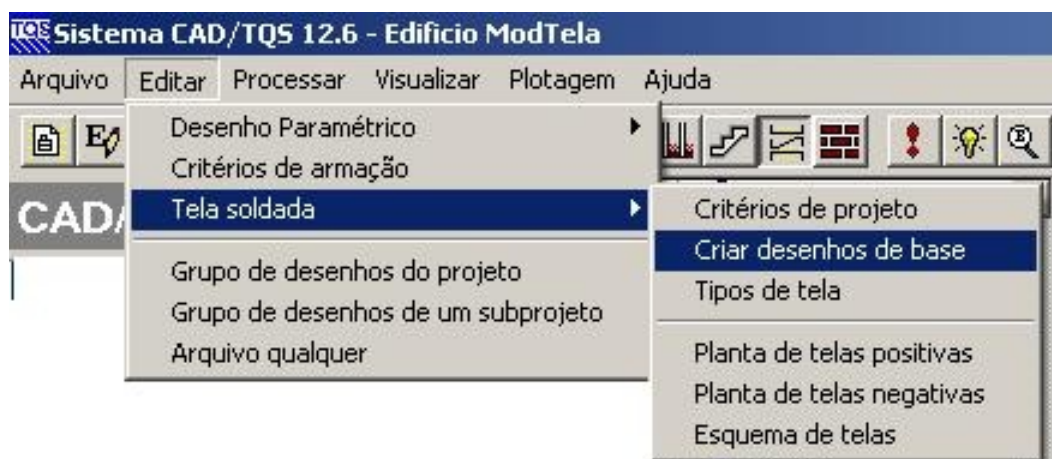 TQS Sistema CAD/TQS 12.6 - Edificio ModTela
Arquivo Editar Processar Visualizar Plotagem Ajuda
Desenho Paramétrico
Critérios de armação
Tela soldada
Grupo de desenhos do projeto
Grupo de desenhos de um subprojeto
Arquivo qualquer
CAD/
Critérios de projeto
Criar desenhos de base
Tipos de tela
Planta de telas positivas
Planta de telas negativas
Esquema de telas